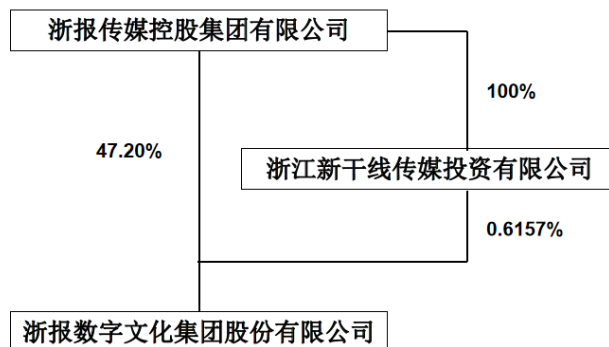 浙报传媒控股集团有限公司
100%
47.20%
浙江新干线传媒投资有限公司
0.6157%
浙报数字文化集团股份有限公司